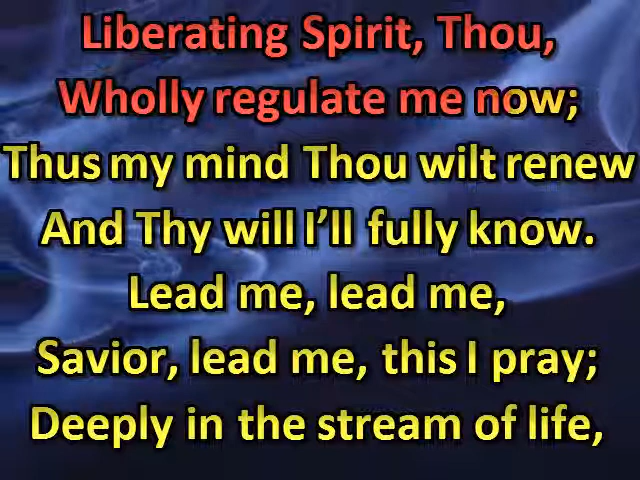 Liberating Spirit, Thou,
Wholly regulate me now;
Thus my mind Thou wilt renew
And Thy will I’ll fully know.
Lead me, lead me,
Savior, lead me, this I pray;
Deeply in the stream of life,